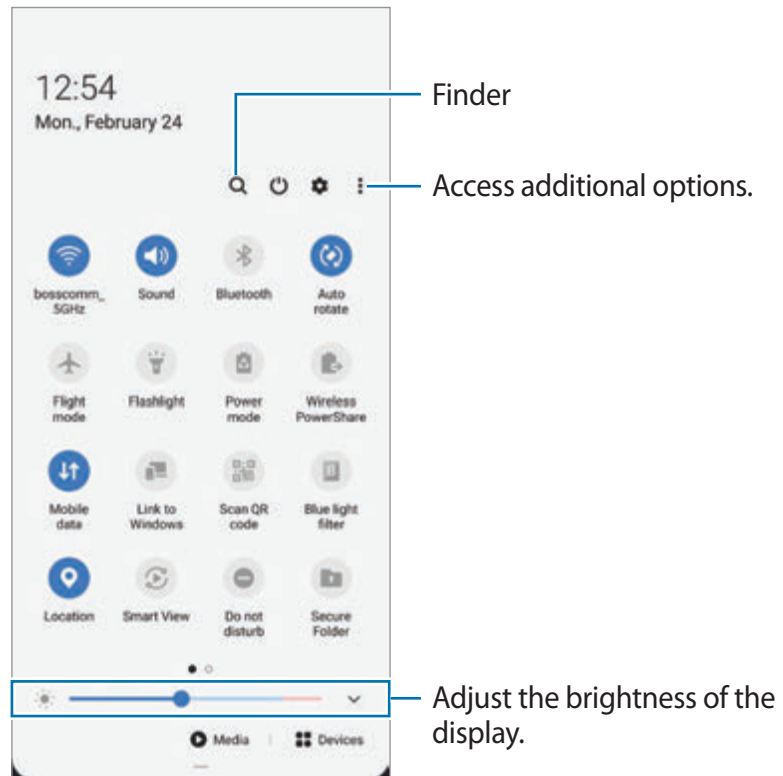 12:54
Mon., February 24
Finder
Access additional options.
bosscomm_
5GHz
Sound
Bluetooth
Auto
rotate
Flight
mode
Flashlight
Power
mode
Wireless
PowerShare
Mobile
data
Link to
Windows
Scan QR
code
Blue light
filter
Location
Smart View
Do not
disturb
Secure
Folder
Adjust the brightness of the
display.
Media
Devices